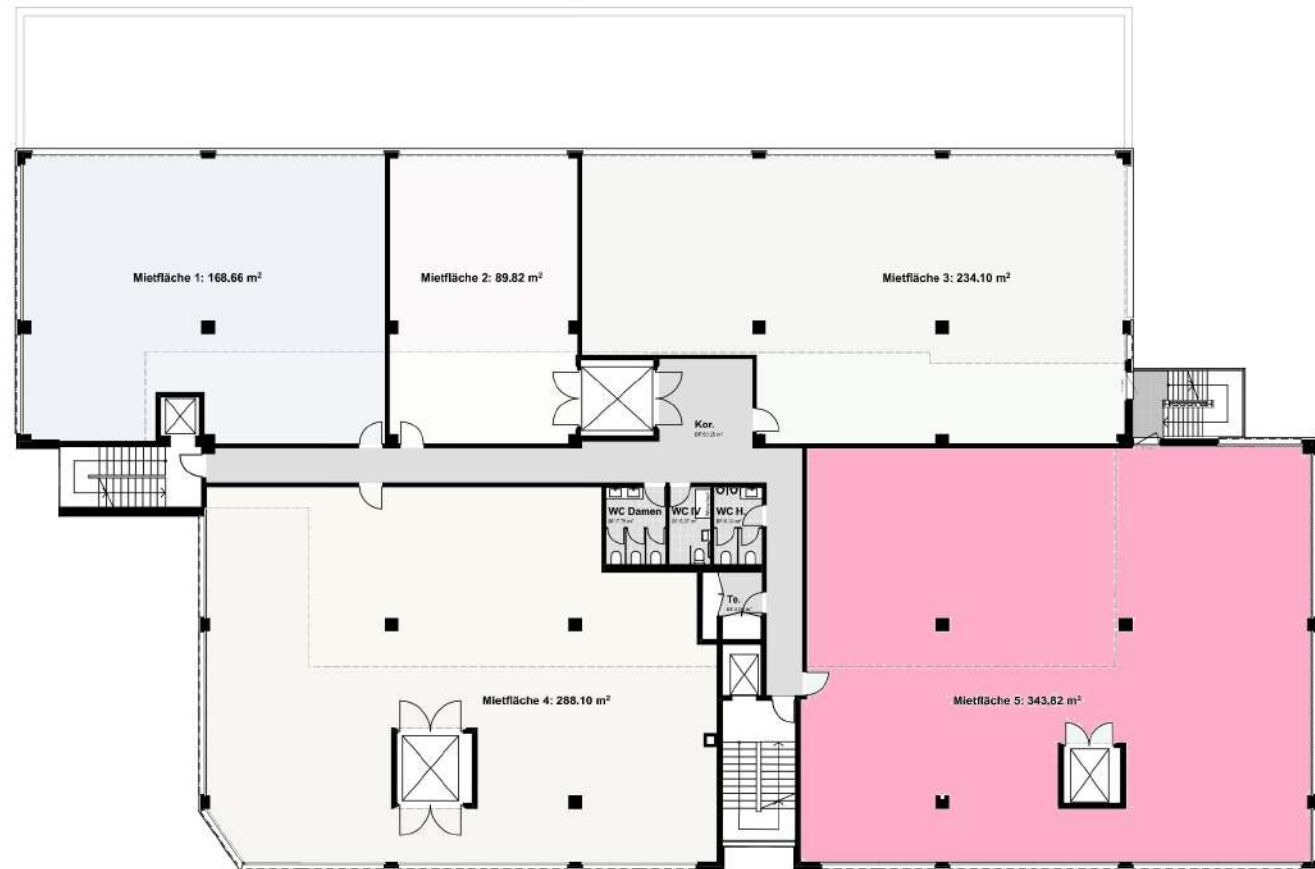 Mietfläche 1: 168.66 m²
Mietfläche 2: 89.82 m²
Mietfläche 3: 234.10 m²
Kor.
WC Damen
WC IV
WC H.
Te.
Mietfläche 4: 288.10 m²
Mietfläche 5: 343.82 m²